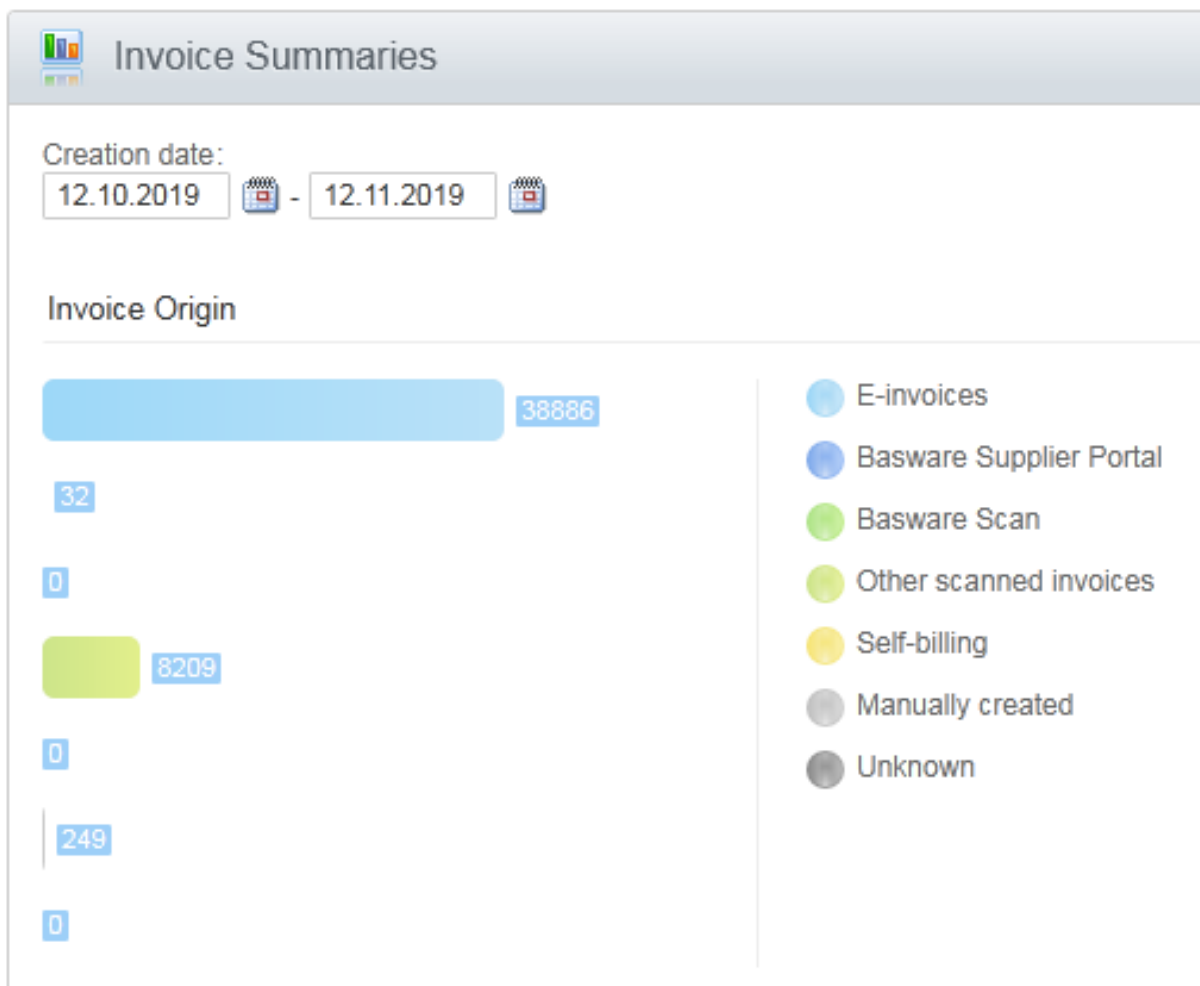 Invoice Summaries
Creation date:
12.10.2019 - 12.11.2019
Invoice Origin
38886
32
0
8209
0
249
0
E-invoices
Basware Supplier Portal
Basware Scan
Other scanned invoices
Self-billing
Manually created
Unknown